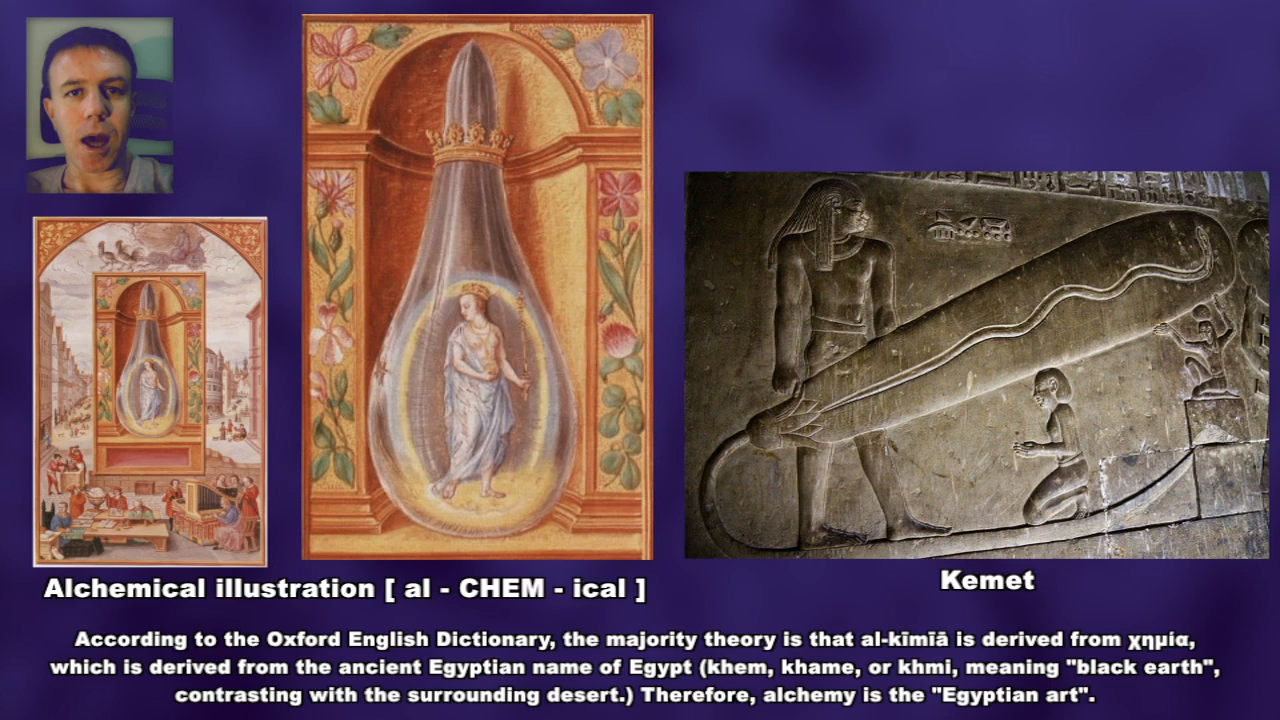 Alchemical illustration [ al - CHEM - ical ]
Kemet
According to the Oxford English Dictionary, the majority theory is that al-kīmīā is derived from χημία,
which is derived from the ancient Egyptian name of Egypt (khem, khame, or khmi, meaning "black earth",
contrasting with the surrounding desert.) Therefore, alchemy is the "Egyptian art".